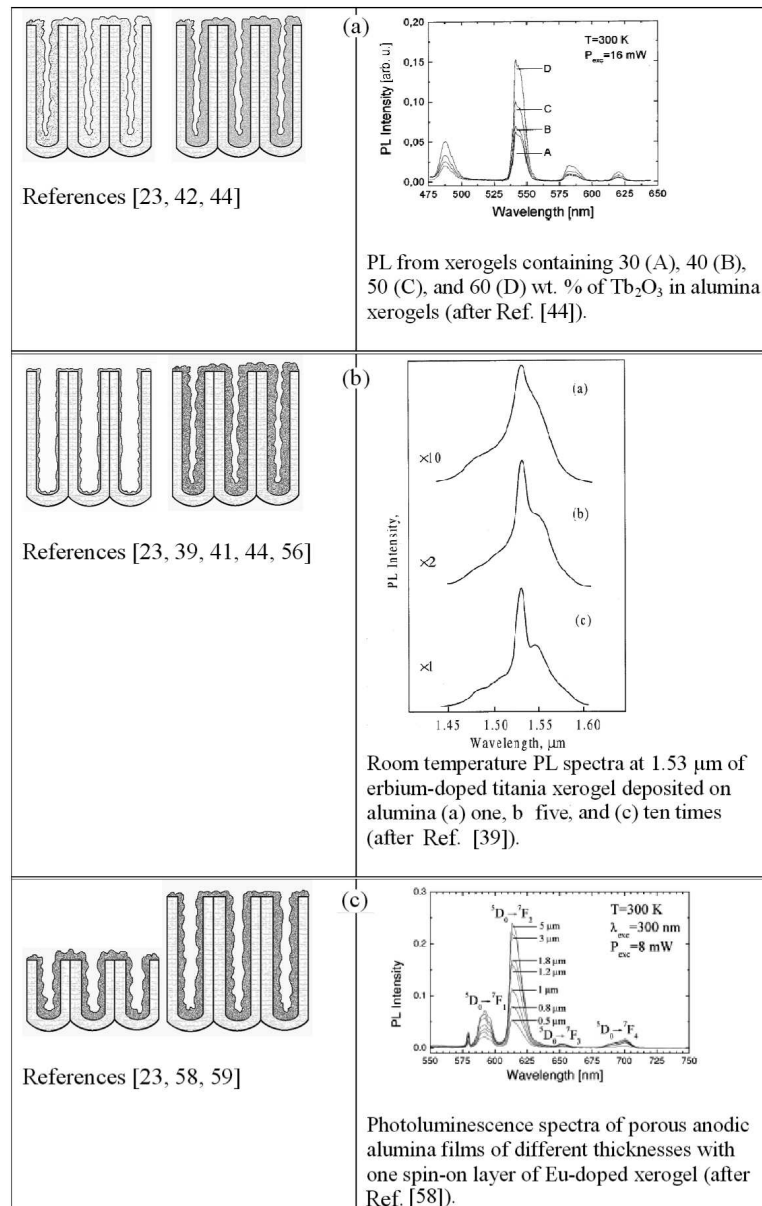 (a)
References [23, 42, 44]
PL Intensity [arb. u.]
0,20
0,15
0,10
0,05
0,00
T=300 K
Pexc=16 mW
D
C
B
A
475 500 525 550 575 600 625 650
Wavelength [nm]
PL from xerogels containing 30 (A), 40 (B),
50 (C), and 60 (D) wt. % of Tb₂O₃ in alumina
xerogels (after Ref. [44]).
(b)
References [23, 39, 41, 44, 56]
PL Intensity,
(a)
×10
(b)
×2
(c)
×1
1.45 1.50 1.55 1.60
Wavelength, μm
Room temperature PL spectra at 1.53 μm of
erbium-doped titania xerogel deposited on
alumina (a) one, b five, and (c) ten times
(after Ref. [39]).
(c)
References [23, 58, 59]
PL Intensity
0.3
0.2
0.1
0.0
⁵D₀→⁷F₂
T=300 K
λexc=300 nm
Pexc=8 mW
5 μm
3 μm
1.8 μm
1.2 μm
1 μm
0.8 μm
0.5 μm
⁵D₀→⁷F₁
⁵D₀→⁷F₃
⁵D₀→⁷F₄
550 575 600 625 650 675 700 750
Wavelength [nm]
Photoluminescence spectra of porous anodic
alumina films of different thicknesses with
one spin-on layer of Eu-doped xerogel (after
Ref. [58]).